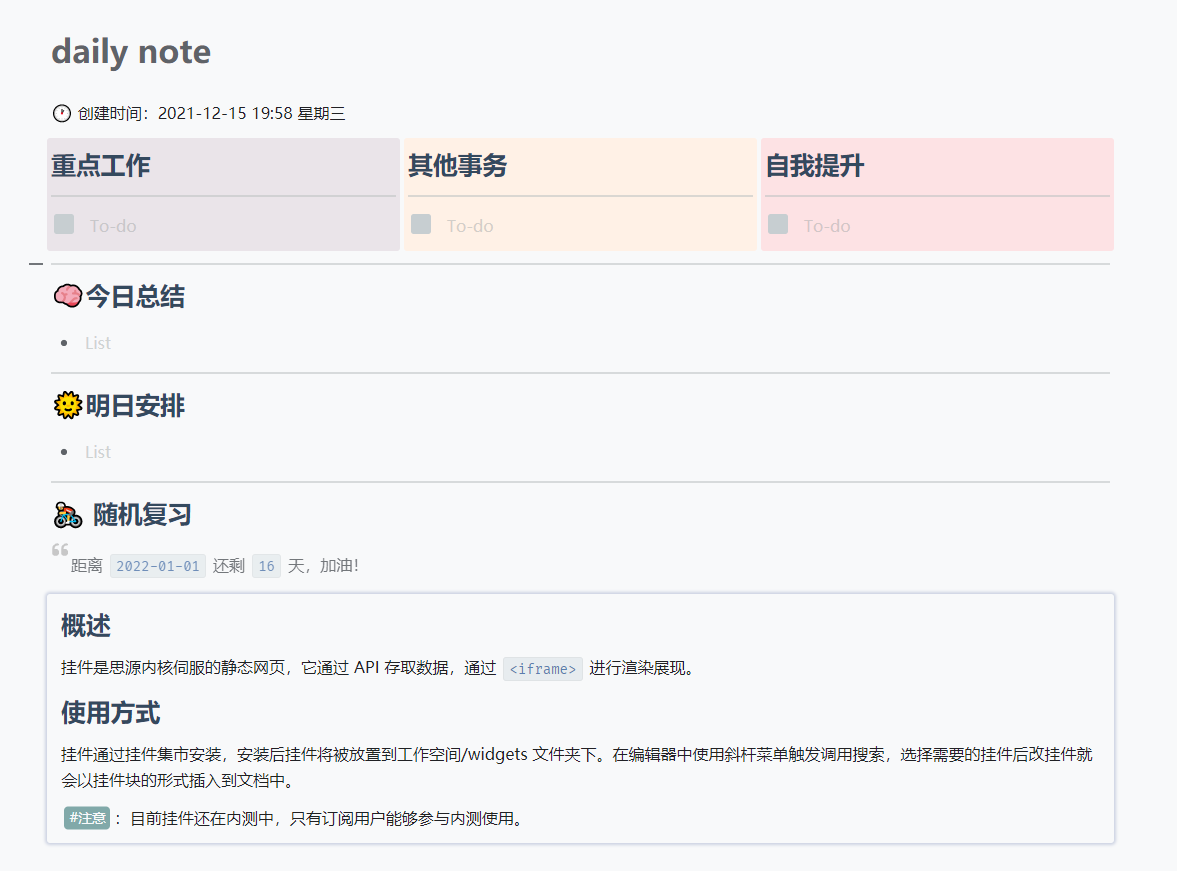 daily note
创建时间：2021-12-15 19:58 星期三
重点工作
To-do
其他事务
To-do
自我提升
To-do
今日总结
List
明日安排
List
随机复习
距离 2022-01-01 还剩 16 天，加油！
概述
挂件是思源内核伺服的静态网页，它通过 API 存取数据，通过 <iframe> 进行渲染展现。
使用方式
挂件通过挂件集市安装，安装后挂件将被放置到工作空间/widgets 文件夹下。在编辑器中使用斜杆菜单触发调用搜索，选择需要的挂件后改挂件就
会以挂件块的形式插入到文档中。
#注意 ：目前挂件还在内测中，只有订阅用户能够参与内测使用。